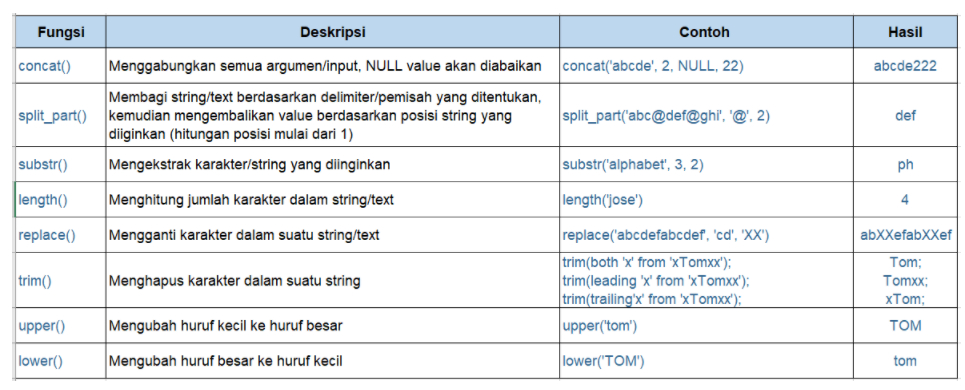 Fungsi Deskripsi Contoh Hasil
concat() Menggabungkan semua argumen/input, NULL value akan diabaikan concat('abcde', 2, NULL, 22) abcde222
split_part() Membagi string/text berdasarkan delimiter/pemisah yang ditentukan, kemudian mengembalikan value berdasarkan posisi string yang diiginkan (hitungan posisi mulai dari 1) split_part('abc@def@ghi', '@', 2) def
substr() Mengekstrak karakter/string yang diinginkan substr('alphabet', 3, 2) ph
length() Menghitung jumlah karakter dalam string/text length('jose') 4
replace() Mengganti karakter dalam suatu string/text replace('abcdefabcdef', 'cd', 'XX') abXXefabXXef
trim() Menghapus karakter dalam suatu string
trim(both 'x' from 'xTomxx'); Tom;
trim(leading 'x' from 'xTomxx'); Tomxx;
trim(trailing'x' from 'xTomxx'); xTom;
upper() Mengubah huruf kecil ke huruf besar upper('tom') TOM
lower() Mengubah huruf besar ke huruf kecil lower('TOM') tom